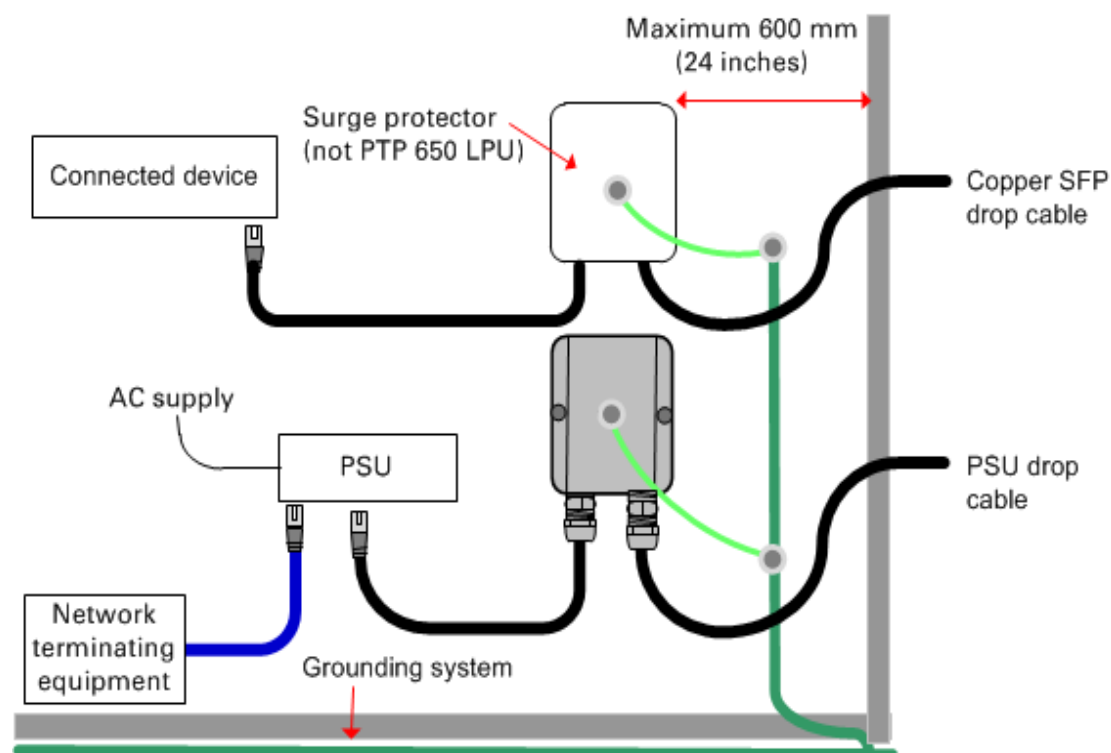 Maximum 600 mm
(24 inches)
Surge protector
(not PTP 650 LPU)
Connected device
Copper SFP
drop cable
AC supply
PSU
PSU drop
cable
Network
terminating
equipment
Grounding system